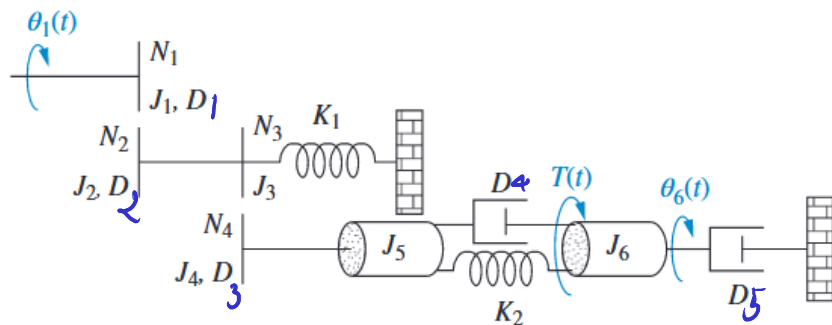 θ₁(t)
N₁
J₁, D1
N₂
N₃
K₁
J₂, D2
J₃
N₄
D4
T(t)
θ₆(t)
J₅
J₆
J₄, D3
K₂
D5